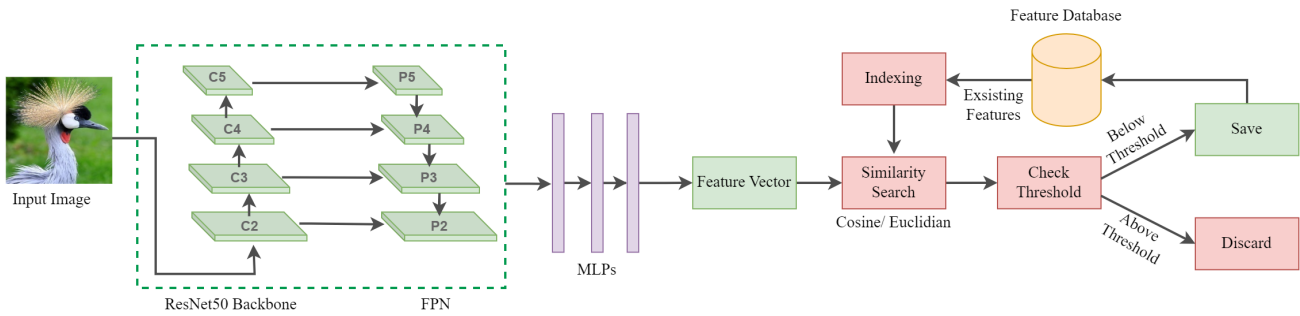 Input Image
C5
C4
C3
C2
ResNet50 Backbone
P5
P4
P3
P2
FPN
MLPs
Feature Vector
Similarity
Search
Cosine/ Euclidian
Indexing
Exsisting
Features
Feature Database
Check
Threshold
Below
Threshold
Above
Threshold
Save
Discard